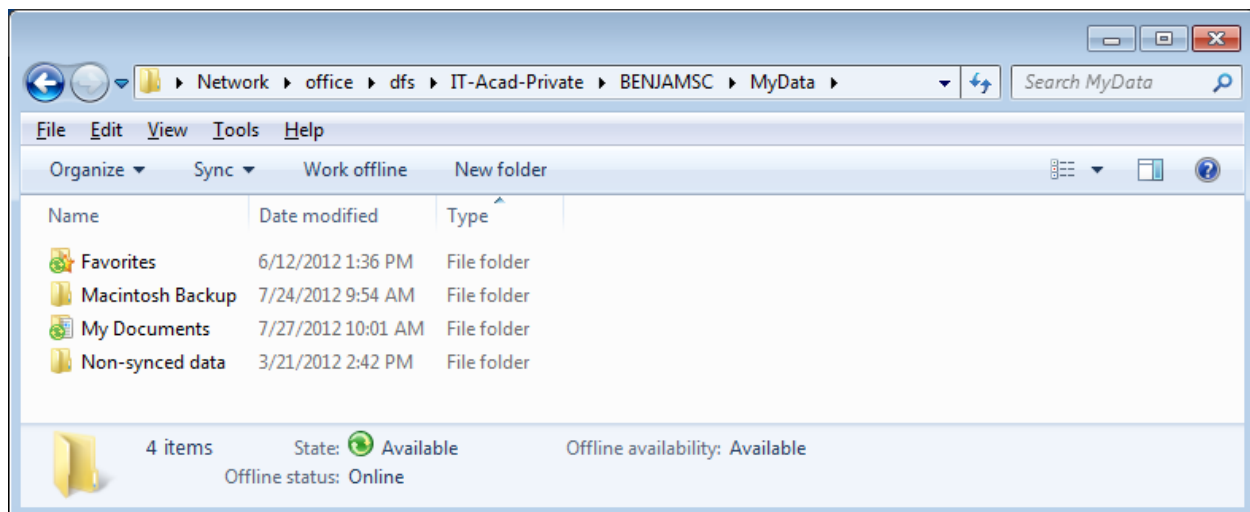 Network ▸ office ▸ dfs ▸ IT-Acad-Private ▸ BENJAMSC ▸ MyData ▸ Search MyData
File Edit View Tools Help
Organize Sync Work offline New folder
Name Date modified Type
Favorites 6/12/2012 1:36 PM File folder
Macintosh Backup 7/24/2012 9:54 AM File folder
My Documents 7/27/2012 10:01 AM File folder
Non-synced data 3/21/2012 2:42 PM File folder
4 items State: Available Offline availability: Available
Offline status: Online